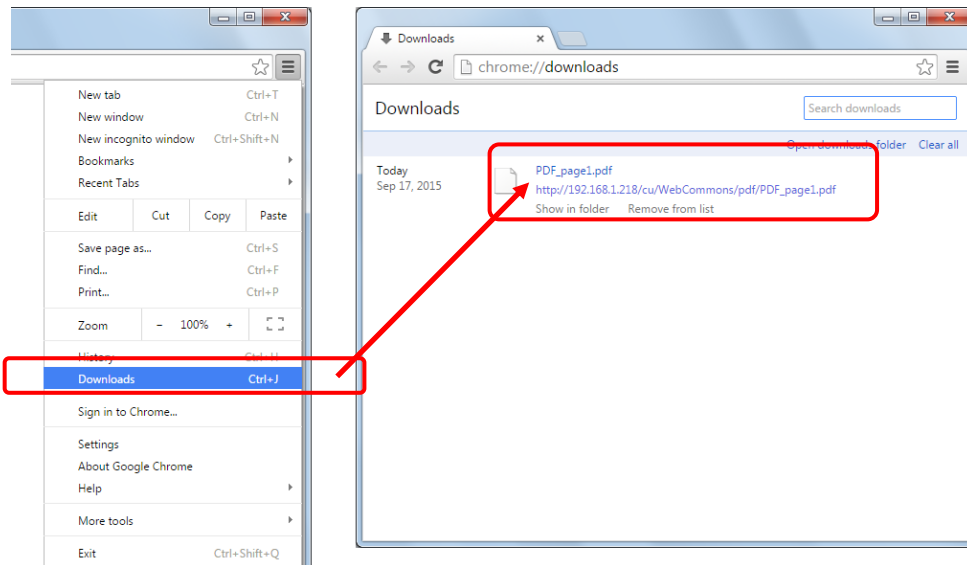 New tab Ctrl+T
New window Ctrl+N
New incognito window Ctrl+Shift+N
Bookmarks
Recent Tabs
Edit Cut Copy Paste
Save page as... Ctrl+S
Find... Ctrl+F
Print... Ctrl+P
Zoom - 100% +
History Ctrl+H
Downloads Ctrl+J
Sign in to Chrome...
Settings
About Google Chrome
Help
More tools
Exit Ctrl+Shift+Q
Downloads
chrome://downloads
Downloads Search downloads
Open downloads folder Clear all
Today
Sep 17, 2015
PDF_page1.pdf
http://192.168.1.218/cu/WebCommons/pdf/PDF_page1.pdf
Show in folder Remove from list